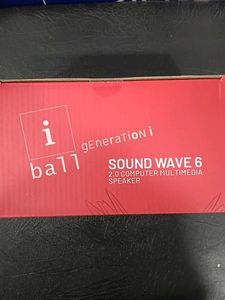 i
ball
gEneraTioN i
SOUND WAVE 6
2.0 COMPUTER MULTIMEDIA
SPEAKER